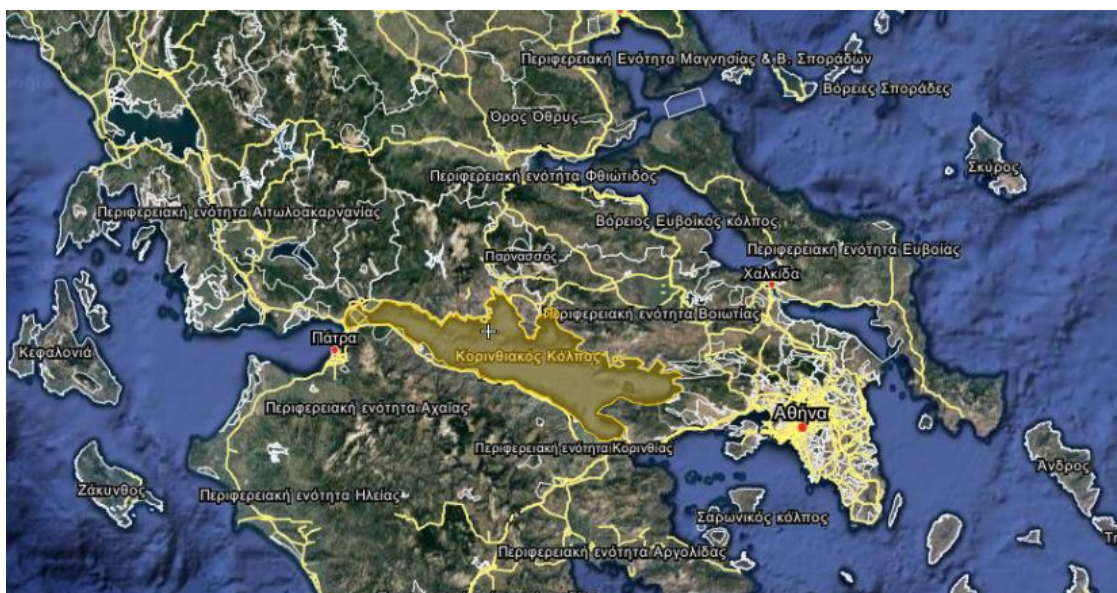 Περιφερειακή Ενότητα Μαγνησίας & Β. Σποράδων
Βόρειες Σποράδες
Όρος Όθρυς
Σκύρος
Περιφερειακή ενότητα Φθιώτιδος
Περιφερειακή ενότητα Αιτωλοακαρνανίας
Βόρειος Ευβοϊκός κόλπος
Περιφερειακή ενότητα Ευβοίας
Παρνασσός
Χαλκίδα
Περιφερειακή ενότητα Βοιωτίας
Πάτρα
Κεφαλονιά
Κορινθιακός Κόλπος
Περιφερειακή ενότητα Αχαΐας
Αθήνα
Περιφερειακή ενότητα Κορινθίας
Άνδρος
Ζάκυνθος
Περιφερειακή ενότητα Ηλείας
Σαρωνικός κόλπος
Περιφερειακή ενότητα Αργολίδας